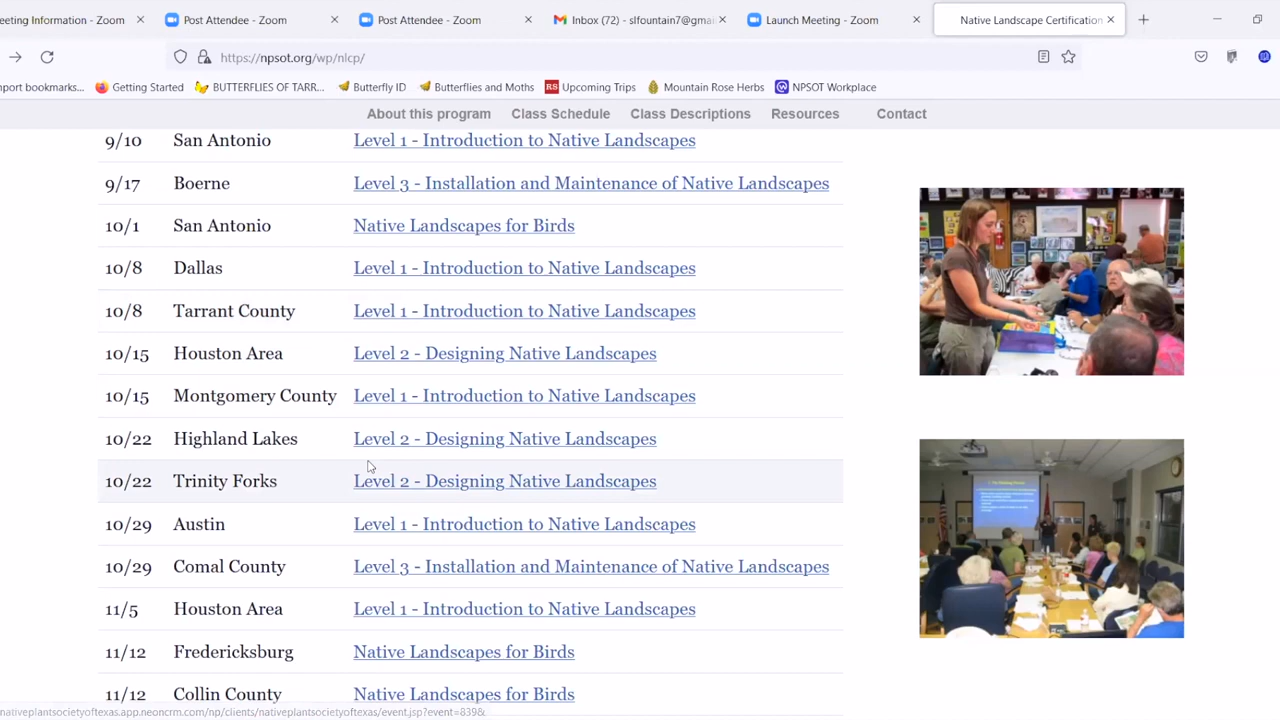 eeting Information - Zoom
Post Attendee - Zoom
Post Attendee - Zoom
Inbox (72) - slfountain7@gmai
Launch Meeting - Zoom
Native Landscape Certification
https://npsot.org/wp/nlcp/
nport bookmarks...
Getting Started
BUTTERFLIES OF TARR...
Butterfly ID
Butterflies and Moths
RS Upcoming Trips
Mountain Rose Herbs
NPSOT Workplace
About this program Class Schedule Class Descriptions Resources Contact
9/10 San Antonio Level 1 - Introduction to Native Landscapes
9/17 Boerne Level 3 - Installation and Maintenance of Native Landscapes
10/1 San Antonio Native Landscapes for Birds
10/8 Dallas Level 1 - Introduction to Native Landscapes
10/8 Tarrant County Level 1 - Introduction to Native Landscapes
10/15 Houston Area Level 2 - Designing Native Landscapes
10/15 Montgomery County Level 1 - Introduction to Native Landscapes
10/22 Highland Lakes Level 2 - Designing Native Landscapes
10/22 Trinity Forks Level 2 - Designing Native Landscapes
10/29 Austin Level 1 - Introduction to Native Landscapes
10/29 Comal County Level 3 - Installation and Maintenance of Native Landscapes
11/5 Houston Area Level 1 - Introduction to Native Landscapes
11/12 Fredericksburg Native Landscapes for Birds
11/12 Collin County Native Landscapes for Birds
nativeplantsocietyoftexas.app.neoncrm.com/np/clients/nativeplantsocietyoftexas/event.jsp?event=839&